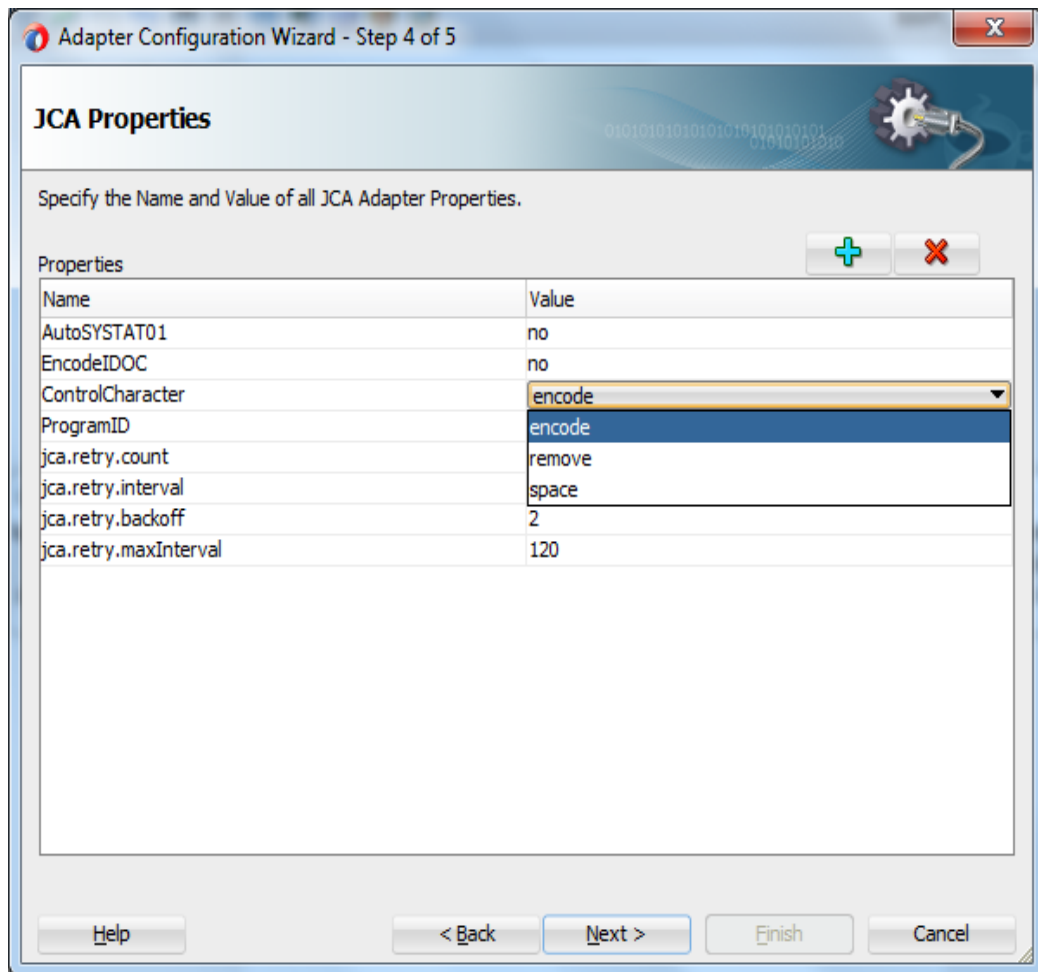 Adapter Configuration Wizard - Step 4 of 5
JCA Properties
Specify the Name and Value of all JCA Adapter Properties.
Properties
Name Value
AutoSYSTAT01 no
EncodeIDOC no
ControlCharacter encode
ProgramID encode
jca.retry.count remove
jca.retry.interval space
jca.retry.backoff 2
jca.retry.maxInterval 120
Help < Back Next > Finish Cancel